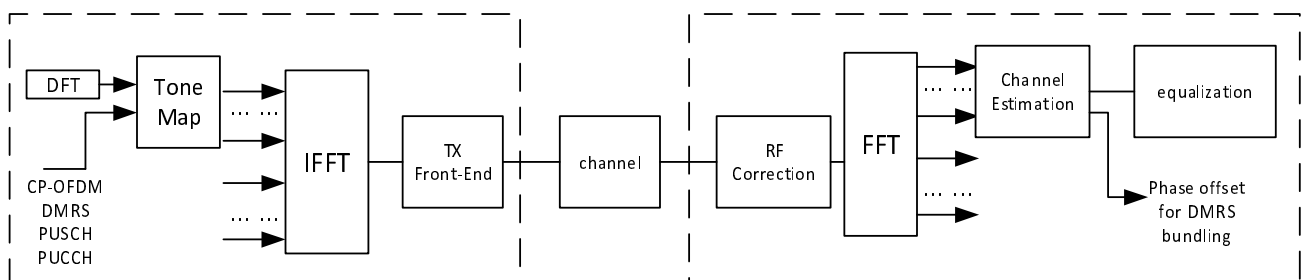 DFT
Tone
Map
... ...
... ...
CP-OFDM
DMRS
PUSCH
PUCCH
IFFT
TX
Front-End
channel
RF
Correction
FFT
... ...
... ...
Channel
Estimation
equalization
Phase offset
for DMRS
bundling